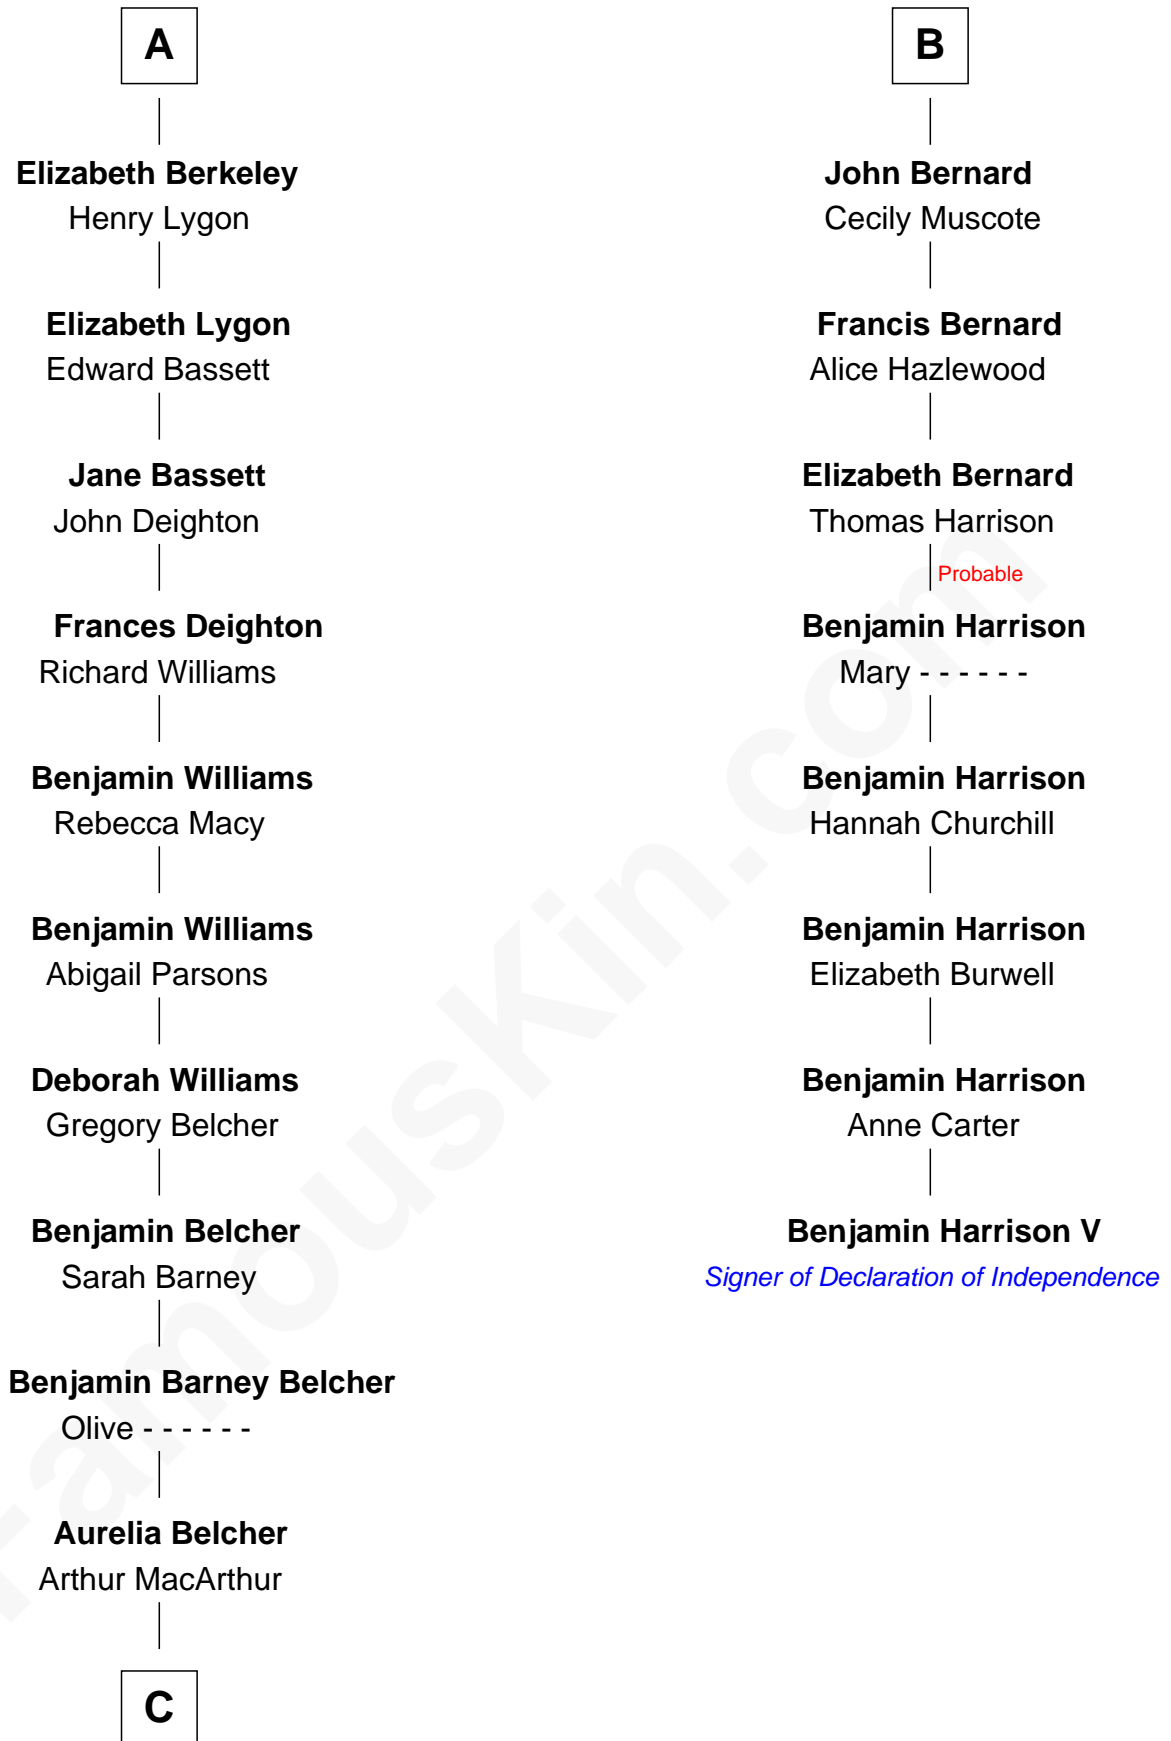 A
Elizabeth Berkeley
Henry Lygon
Elizabeth Lygon
Edward Bassett
Jane Bassett
John Deighton
Frances Deighton
Richard Williams
Benjamin Williams
Rebecca Macy
Benjamin Williams
Abigail Parsons
Deborah Williams
Gregory Belcher
Benjamin Belcher
Sarah Barney
Benjamin Barney Belcher
Olive - - - - - -
Aurelia Belcher
Arthur MacArthur
C
B
John Bernard
Cecily Muscote
Francis Bernard
Alice Hazlewood
Elizabeth Bernard
Thomas Harrison
Probable
Benjamin Harrison
Mary - - - - - -
Benjamin Harrison
Hannah Churchill
Benjamin Harrison
Elizabeth Burwell
Benjamin Harrison
Anne Carter
Benjamin Harrison V
Signer of Declaration of Independence
FamousKin.com